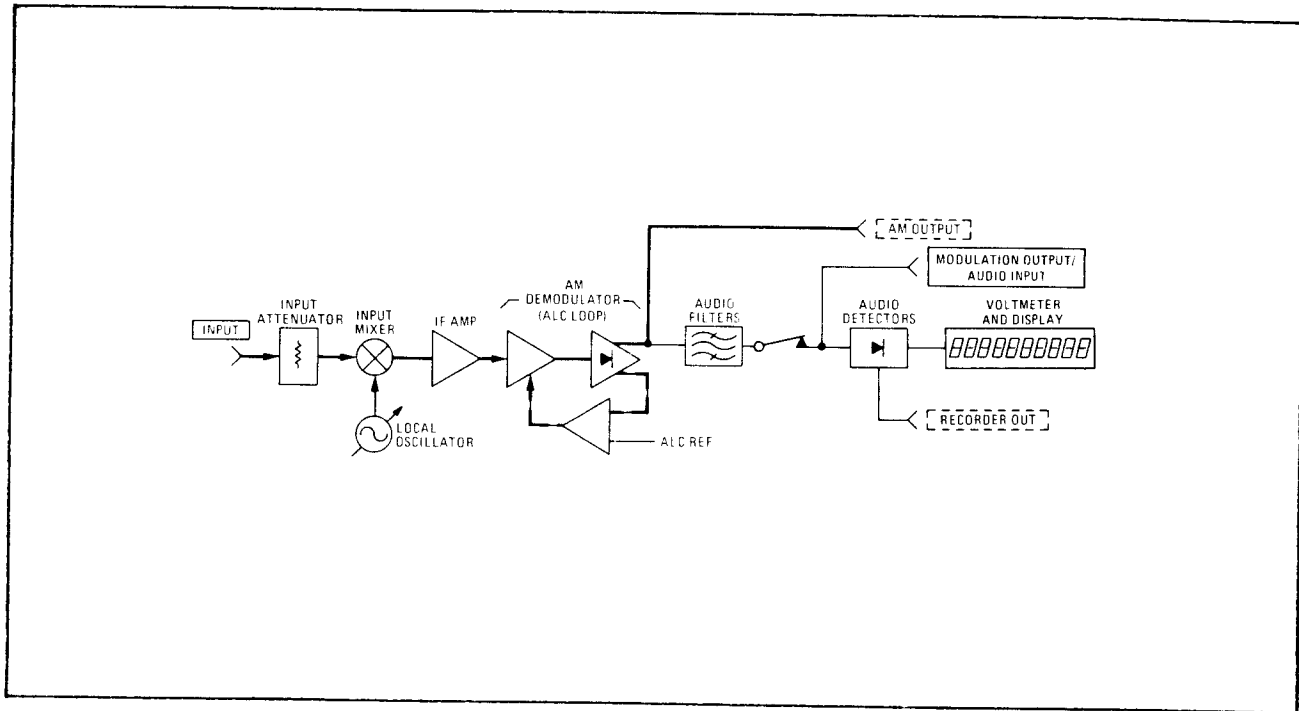 AM OUTPUT
MODULATION OUTPUT/
AUDIO INPUT
AM
DEMODULATOR
(ALC LOOP)
INPUT
INPUT
ATTENUATOR
INPUT
MIXER
IF AMP
AUDIO
FILTERS
AUDIO
DETECTORS
VOLTMETER
AND DISPLAY
LOCAL
OSCILLATOR
ALC REF
RECORDER OUT